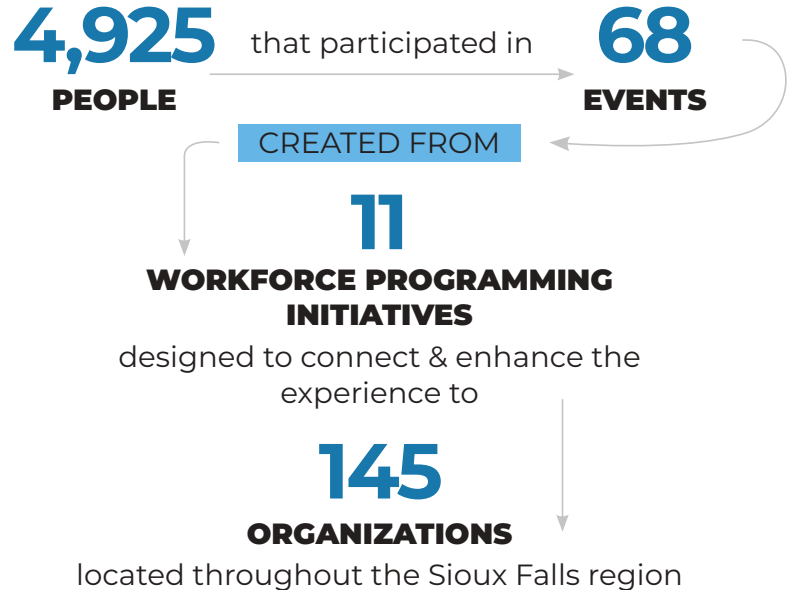 4,925 that participated in 68
PEOPLE EVENTS
CREATED FROM
11
WORKFORCE PROGRAMMING
INITIATIVES
designed to connect & enhance the
experience to
145
ORGANIZATIONS
located throughout the Sioux Falls region